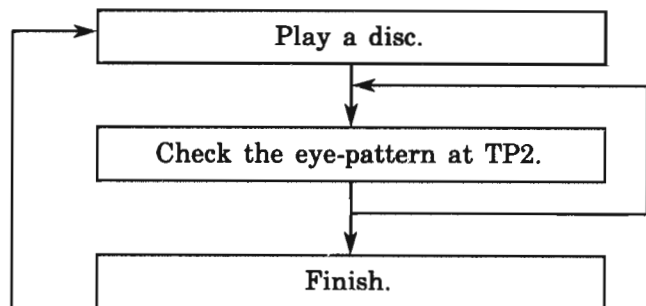 Play a disc.
Check the eye-pattern at TP2.
Finish.